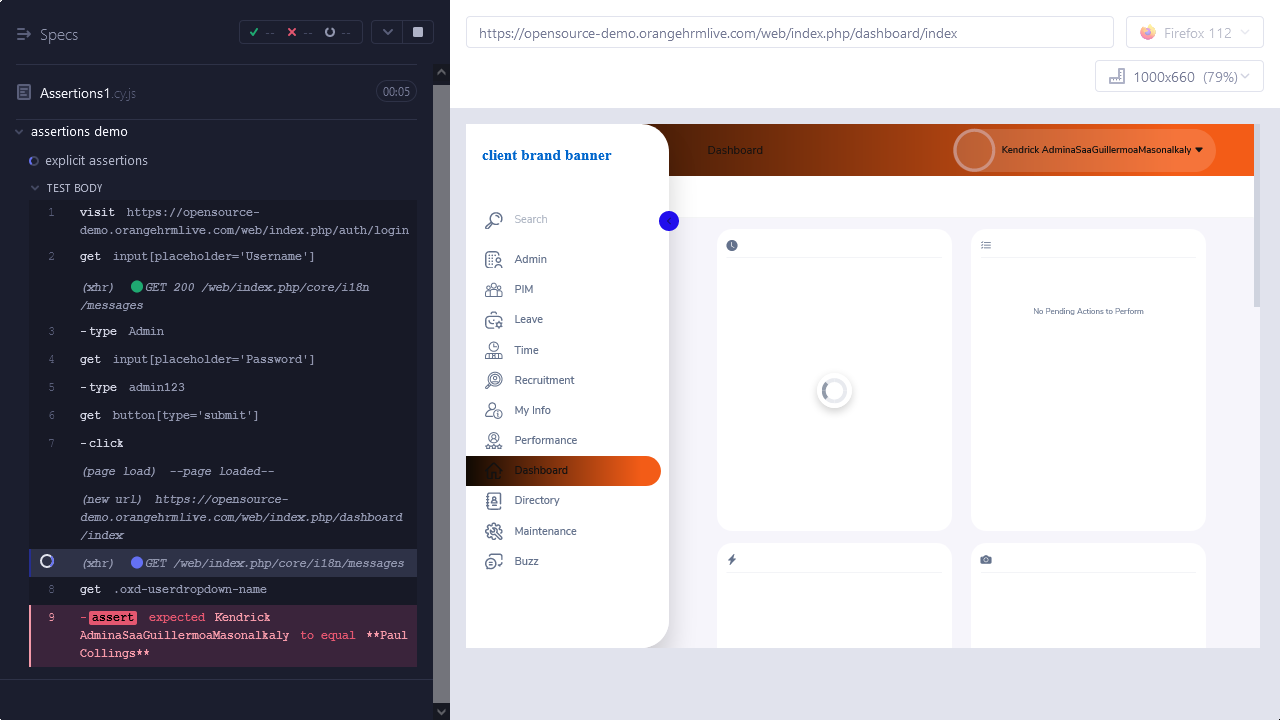 Specs
--
--
--
Assertions1.cy.js
00:05
assertions demo
explicit assertions
TEST BODY
1 visit https://opensource-
demo.orangehrmlive.com/web/index.php/auth/login
2 get input[placeholder='Username']
(xhr) GET 200 /web/index.php/core/i18n
/messages
3 -type Admin
4 get input[placeholder='Password']
5 -type admin123
6 get button[type='submit']
7 -click
(page load) --page loaded--
(new url) https://opensource-
demo.orangehrmlive.com/web/index.php/dashboard
/index
(xhr) GET /web/index.php/core/i18n/messages
8 get .oxd-userdropdown-name
9 -assert expected Kendrick
AdminaSaaGuillermoaMasonalkaly to equal **Paul
Collings**
https://opensource-demo.orangehrmlive.com/web/index.php/dashboard/index
Firefox 112
1000x660 (79%)
client brand banner
Dashboard
Kendrick AdminaSaaGuillermoaMasonalkaly
Search
Admin
PIM
Leave
Time
Recruitment
My Info
Performance
Dashboard
Directory
Maintenance
Buzz
No Pending Actions to Perform